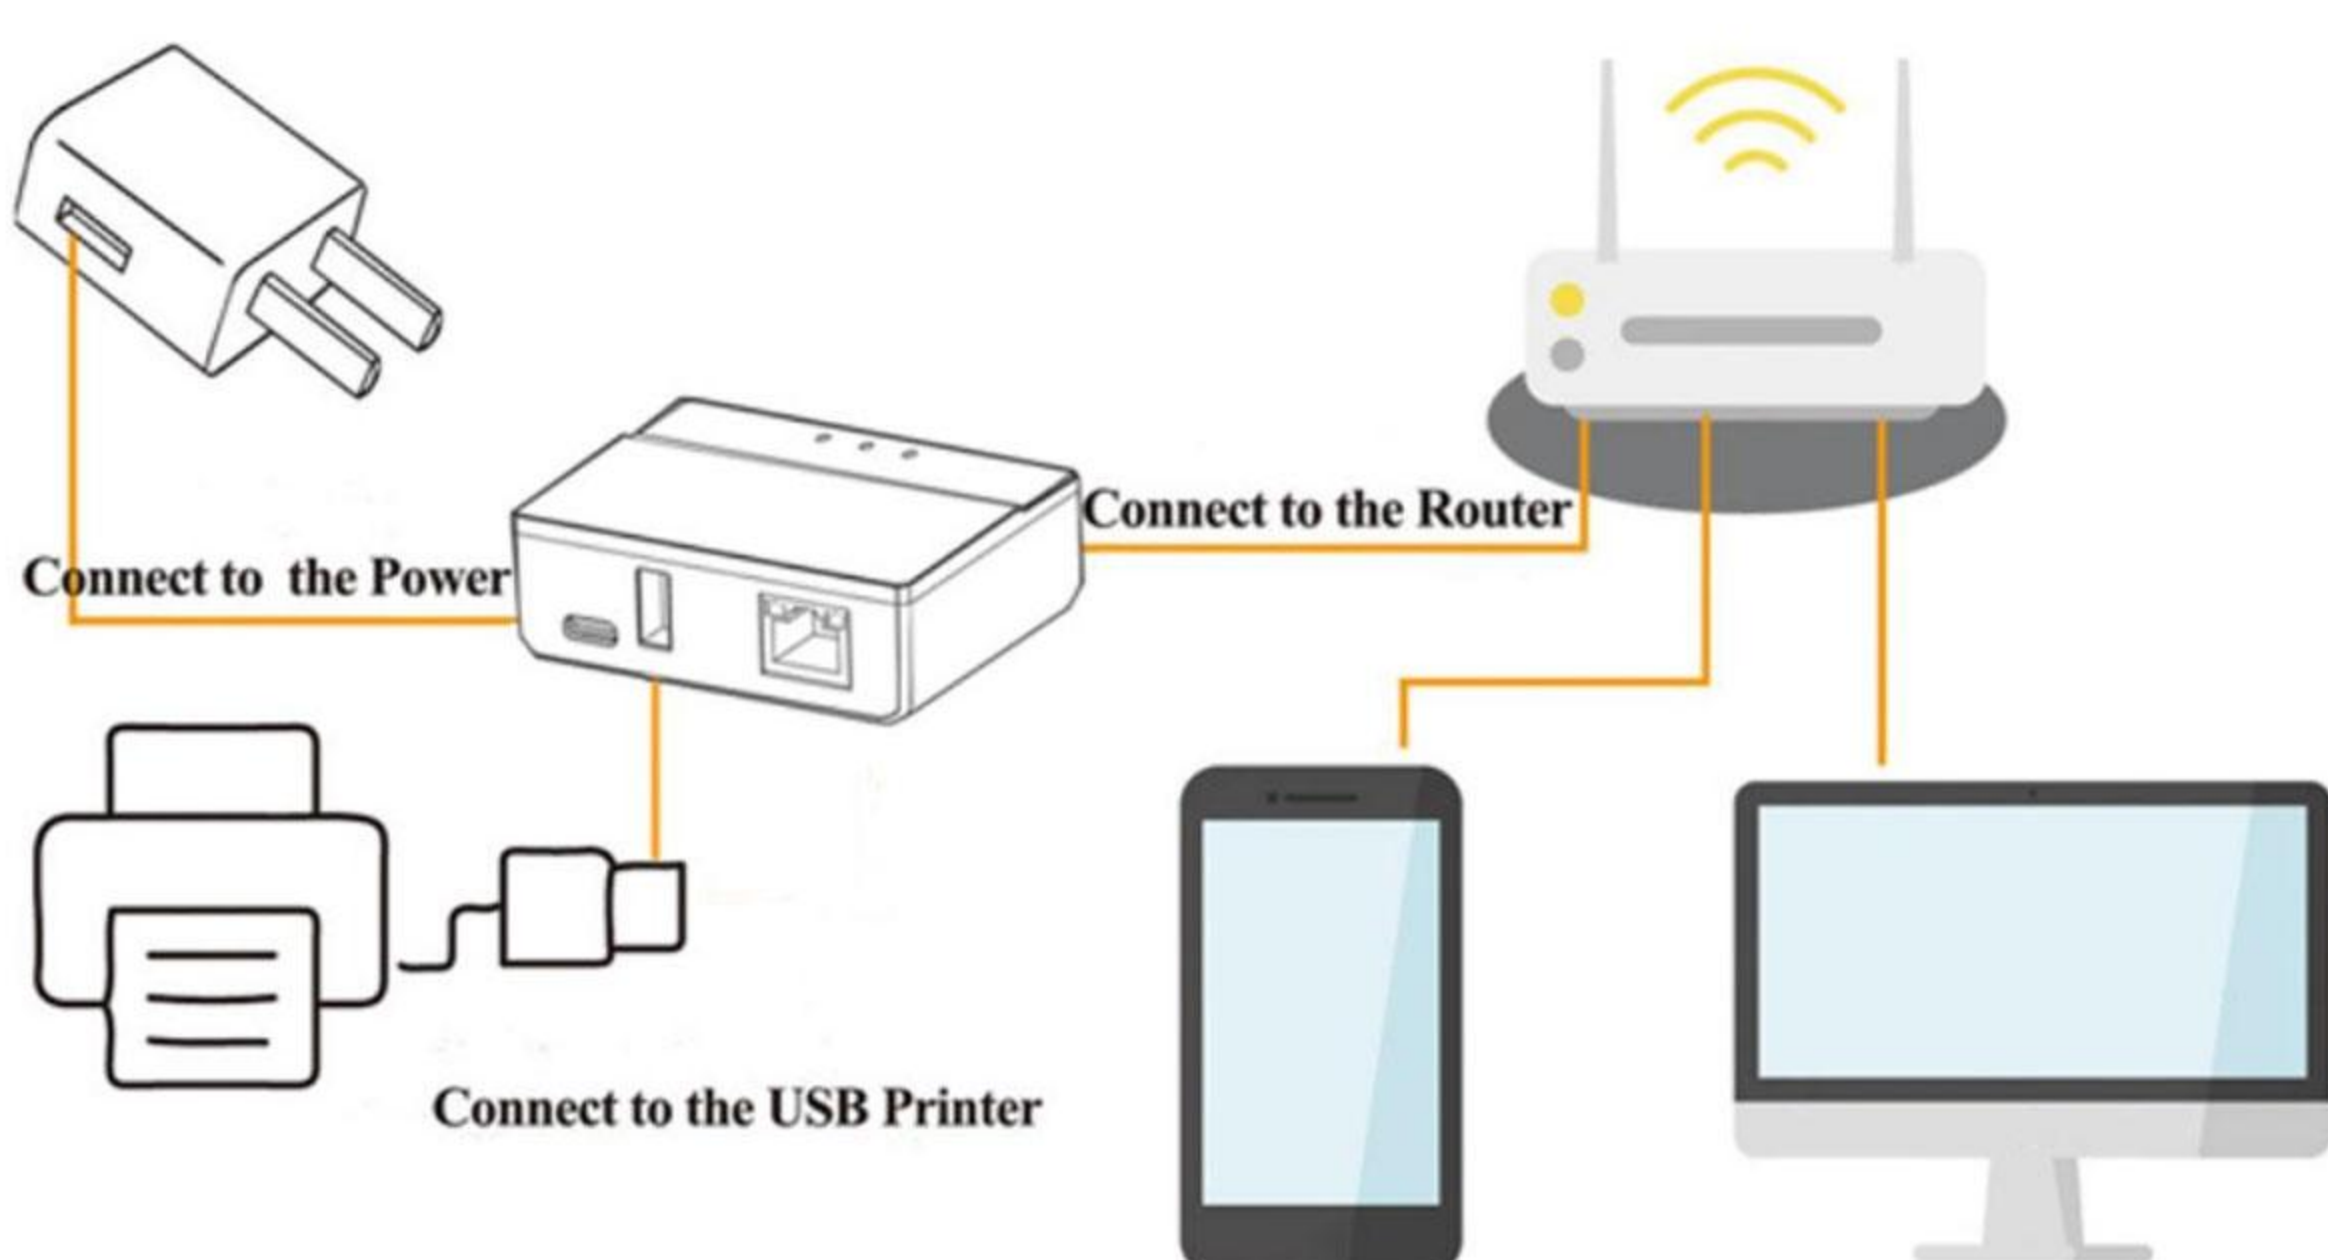 Connect to the Router
Connect to the Power
Connect to the USB Printer